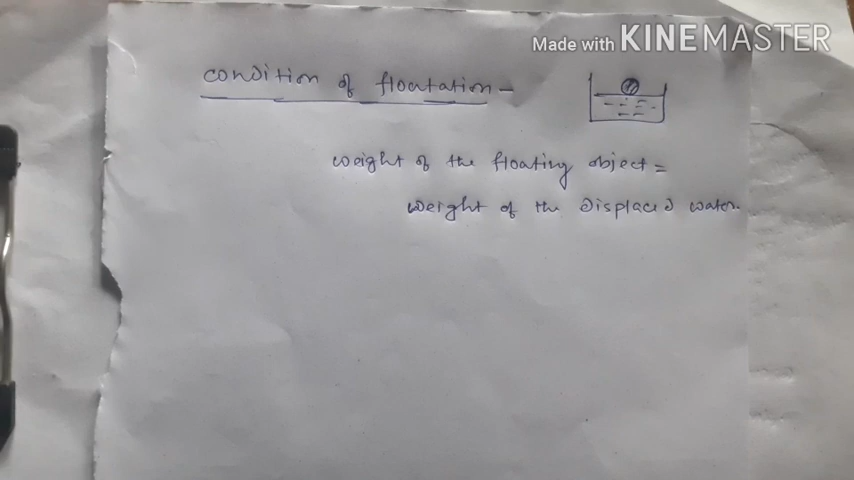 Made with KINEMASTER
condition of floatation -
weight of the floating object =
weight of the displaced water.